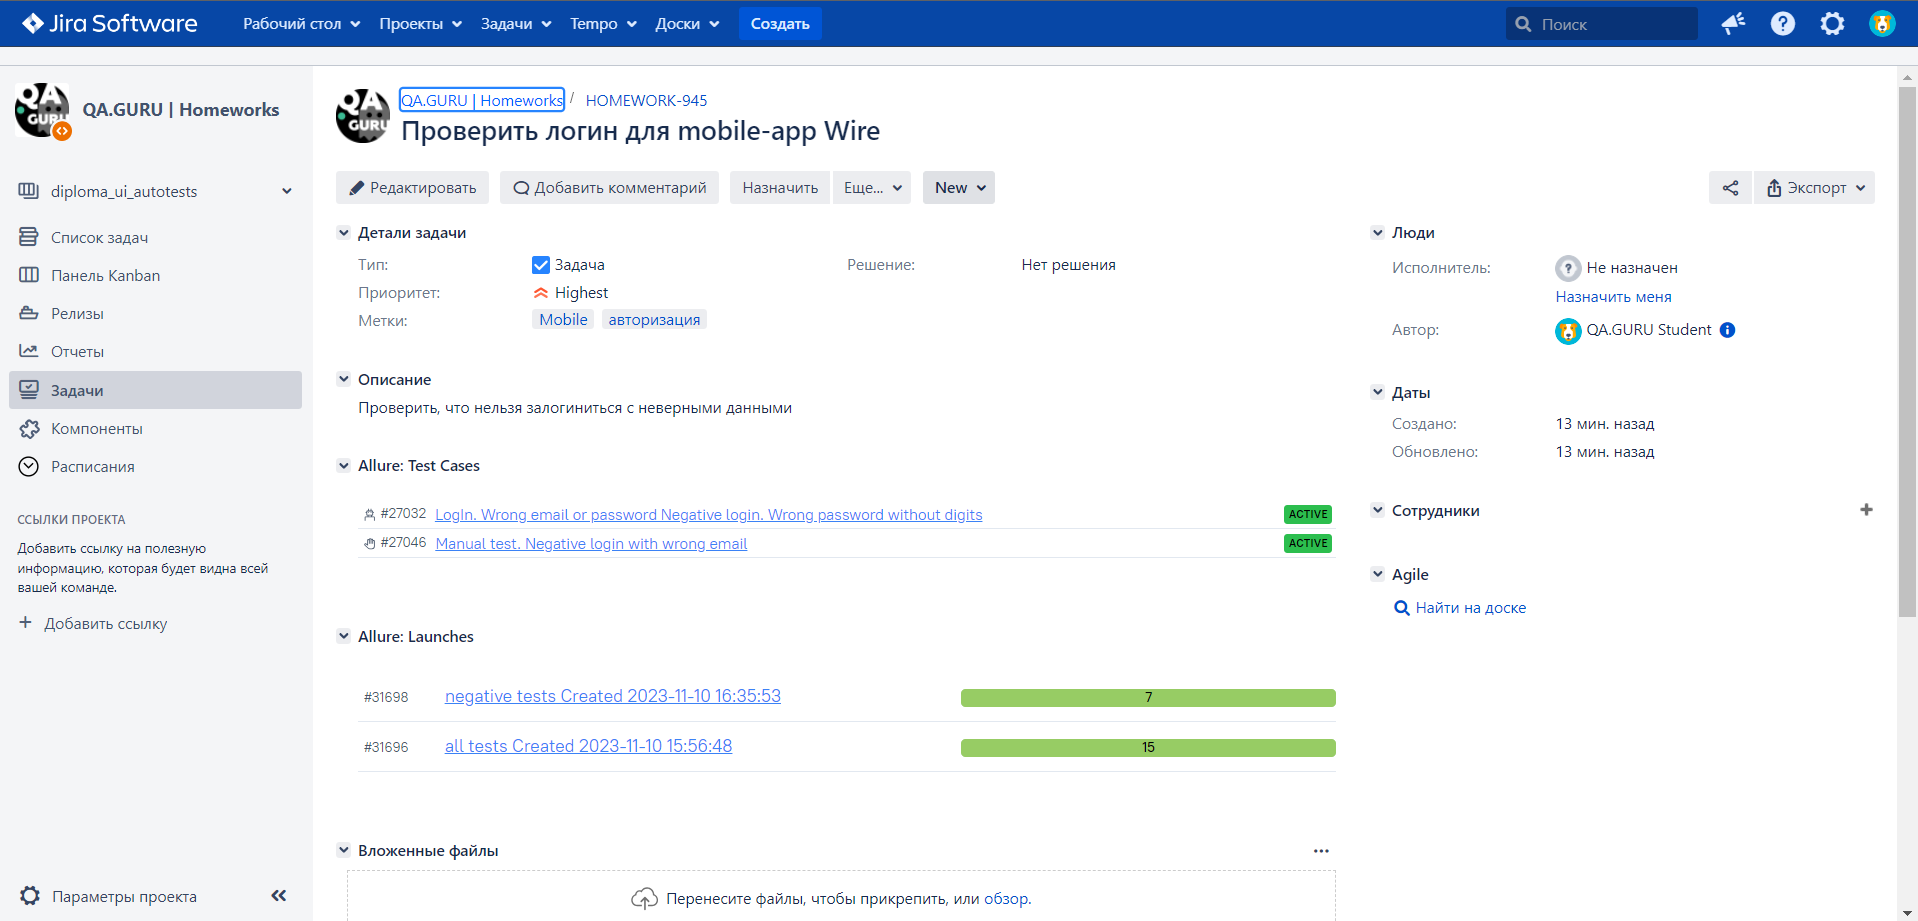 Jira Software
Рабочий стол
Проекты
Задачи
Tempo
Доски
Создать
Поиск
QA.GURU | Homeworks
diploma_ui_autotests
Список задач
Панель Kanban
Релизы
Отчеты
Задачи
Компоненты
Расписания
ССЫЛКИ ПРОЕКТА
Добавить ссылку на полезную
информацию, которая будет видна всей
вашей команде.
+ Добавить ссылку
Параметры проекта
QA.GURU | Homeworks / HOMEWORK-945
Проверить логин для mobile-app Wire
Редактировать
Добавить комментарий
Назначить
Еще...
New
Экспорт
Детали задачи
Тип: Задача
Решение: Нет решения
Приоритет: Highest
Метки: Mobile авторизация
Описание
Проверить, что нельзя залогиниться с неверными данными
Allure: Test Cases
#27032 LogIn. Wrong email or password Negative login. Wrong password without digits ACTIVE
#27046 Manual test. Negative login with wrong email ACTIVE
Allure: Launches
#31698 negative tests Created 2023-11-10 16:35:53 7
#31696 all tests Created 2023-11-10 15:56:48 15
Вложенные файлы
Перенесите файлы, чтобы прикрепить, или обзор.
Люди
Исполнитель: Не назначен
Назначить меня
Автор: QA.GURU Student
Даты
Создано: 13 мин. назад
Обновлено: 13 мин. назад
Сотрудники
Agile
Найти на доске